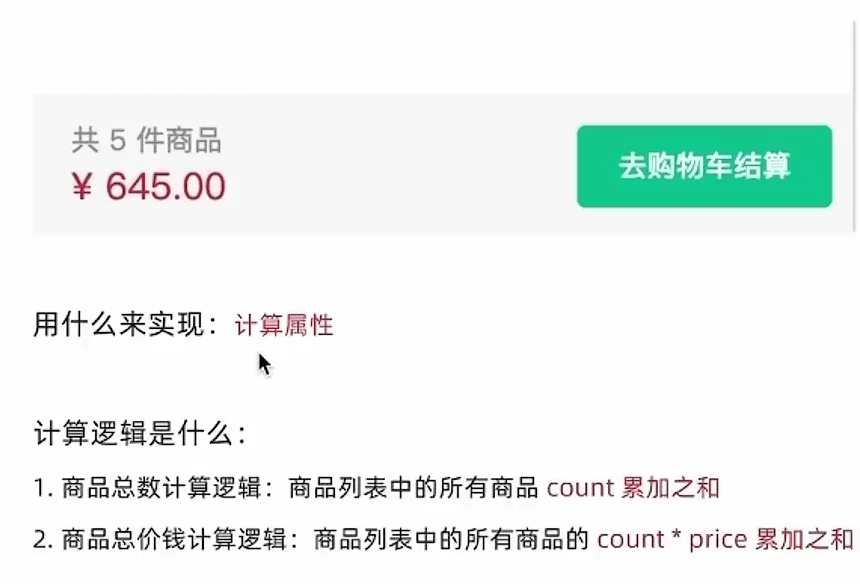 共 5 件商品
¥ 645.00
去购物车结算
用什么来实现：计算属性
计算逻辑是什么：
1. 商品总数计算逻辑：商品列表中的所有商品 count 累加之和
2. 商品总价钱计算逻辑：商品列表中的所有商品的 count * price 累加之和